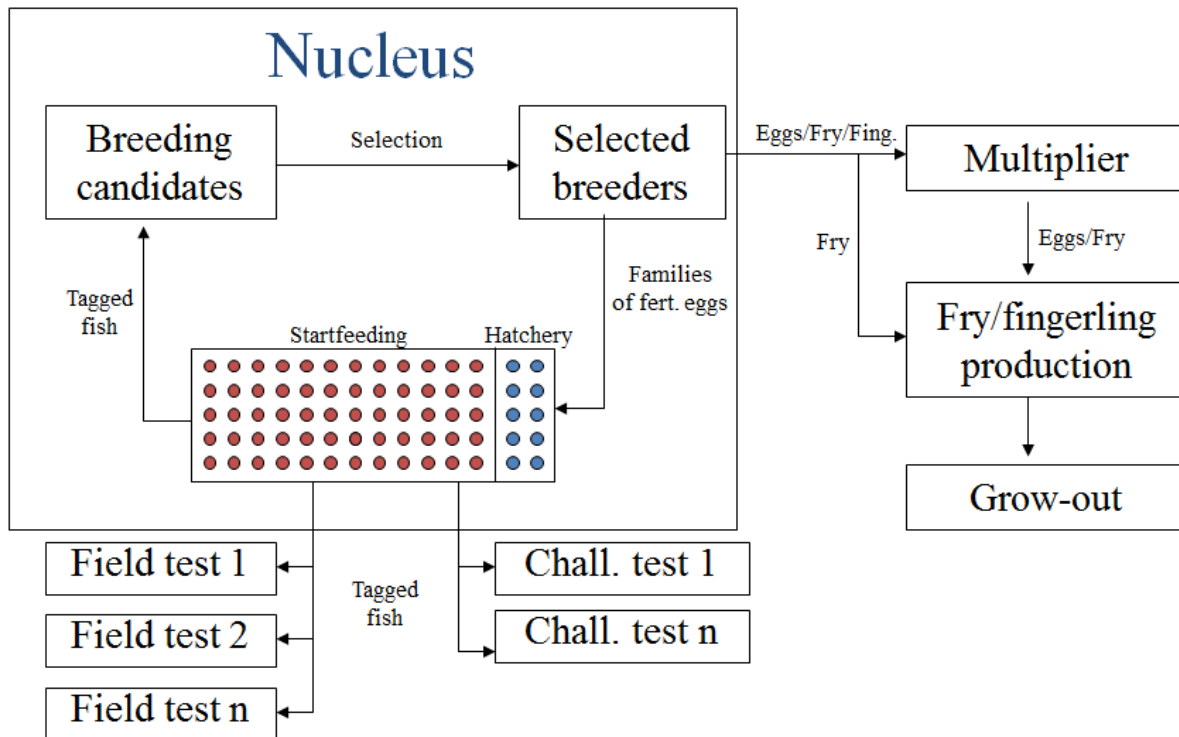 Nucleus
Breeding
candidates
Selection
Selected
breeders
Eggs/Fry/Fing.
Multiplier
Fry
Eggs/Fry
Tagged
fish
Families
of fert. eggs
Startfeeding
Hatchery
Fry/fingerling
production
Grow-out
Field test 1
Field test 2
Field test n
Tagged
fish
Chall. test 1
Chall. test n